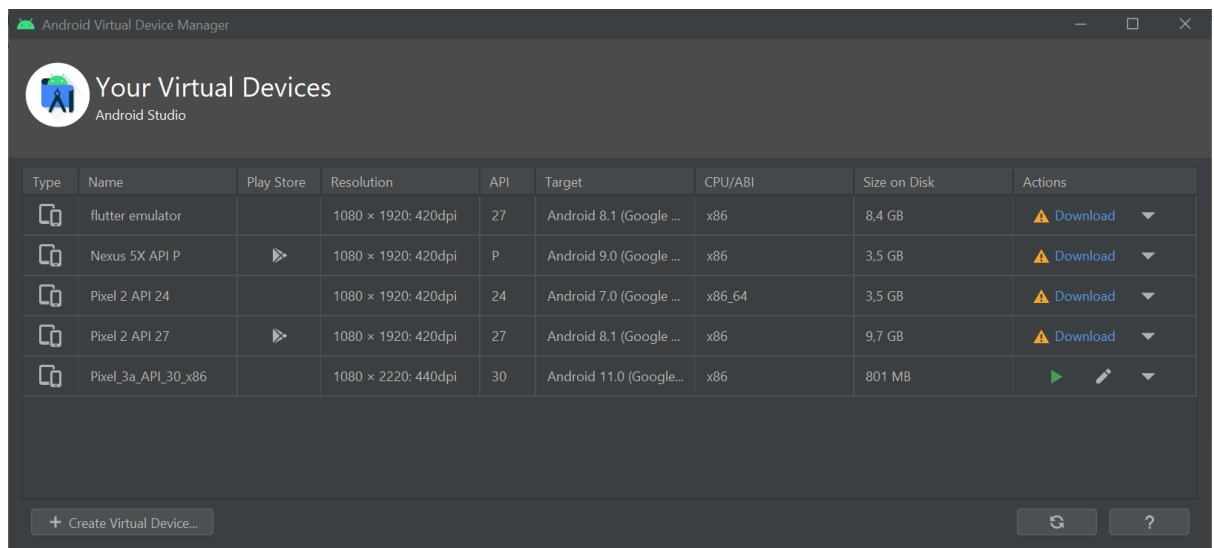 Android Virtual Device Manager
Your Virtual Devices
Android Studio
Type Name Play Store Resolution API Target CPU/ABI Size on Disk Actions
flutter emulator 1080 × 1920: 420dpi 27 Android 8.1 (Google ... x86 8,4 GB Download
Nexus 5X API P 1080 × 1920: 420dpi P Android 9.0 (Google ... x86 3,5 GB Download
Pixel 2 API 24 1080 × 1920: 420dpi 24 Android 7.0 (Google ... x86_64 3,5 GB Download
Pixel 2 API 27 1080 × 1920: 420dpi 27 Android 8.1 (Google ... x86 9,7 GB Download
Pixel_3a_API_30_x86 1080 × 2220: 440dpi 30 Android 11.0 (Google... x86 801 MB
+ Create Virtual Device... ?